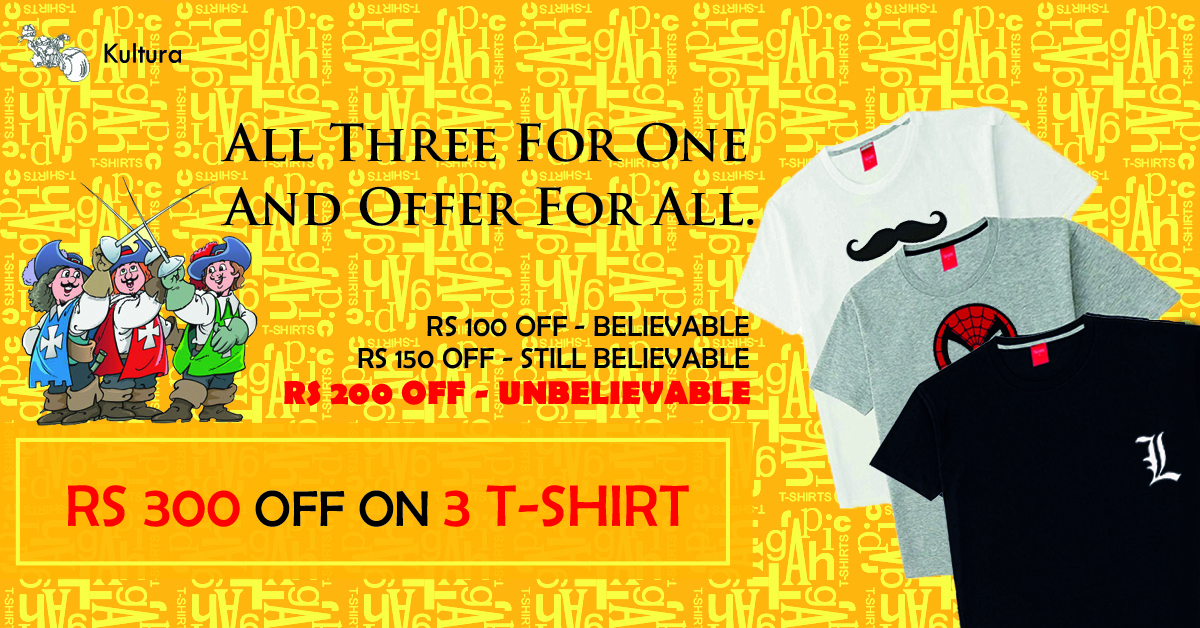 Kultura
ALL THREE FOR ONE
AND OFFER FOR ALL.
RS 100 OFF - BELIEVABLE
RS 150 OFF - STILL BELIEVABLE
RS 200 OFF - UNBELIEVABLE
RS 300 OFF ON 3 T-SHIRT
L
T-SHIRTS